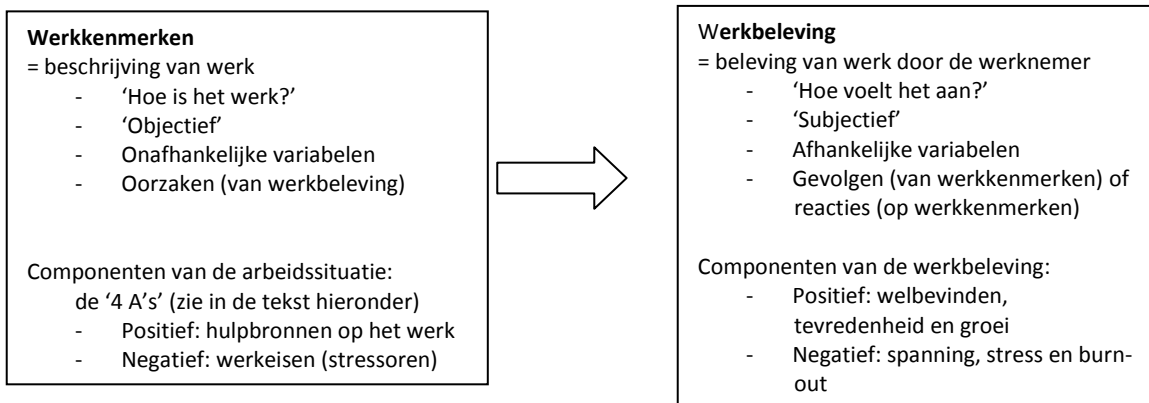 Werkkenmerken
= beschrijving van werk
- ‘Hoe is het werk?’
- ‘Objectief’
- Onafhankelijke variabelen
- Oorzaken (van werkbeleving)
Componenten van de arbeidssituatie:
de ‘4 A’s’ (zie in de tekst hieronder)
- Positief: hulpbronnen op het werk
- Negatief: werkeisen (stressoren)
Werkbeleving
= beleving van werk door de werknemer
- ‘Hoe voelt het aan?’
- ‘Subjectief’
- Afhankelijke variabelen
- Gevolgen (van werkkenmerken) of
reacties (op werkkenmerken)
Componenten van de werkbeleving:
- Positief: welbevinden,
tevredenheid en groei
- Negatief: spanning, stress en burn-
out